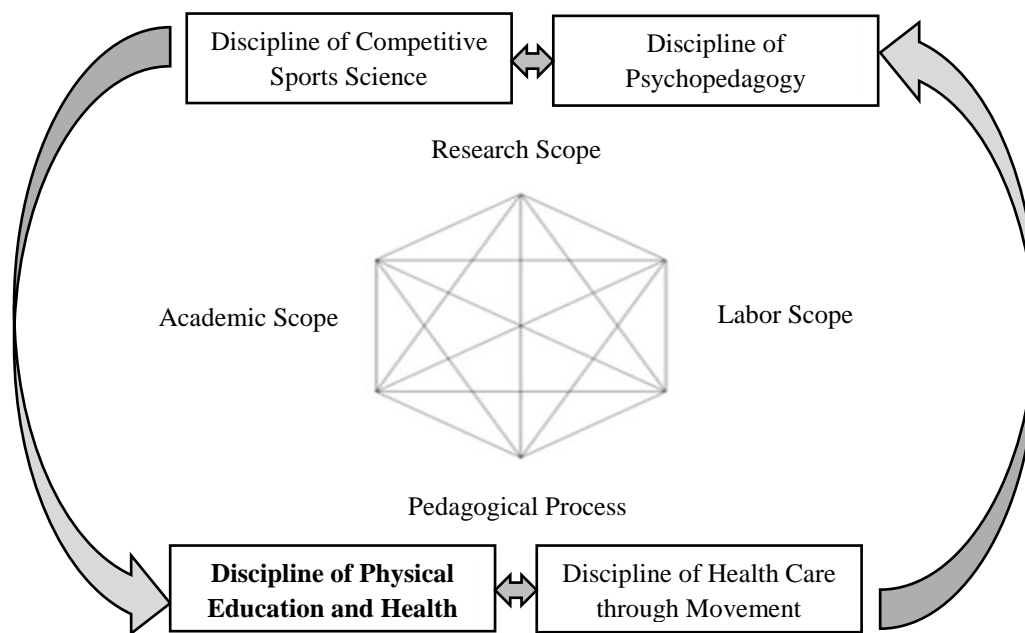 Discipline of Competitive
Sports Science
Discipline of
Psychopedagogy
Research Scope
Academic Scope
Labor Scope
Pedagogical Process
Discipline of Physical
Education and Health
Discipline of Health Care
through Movement